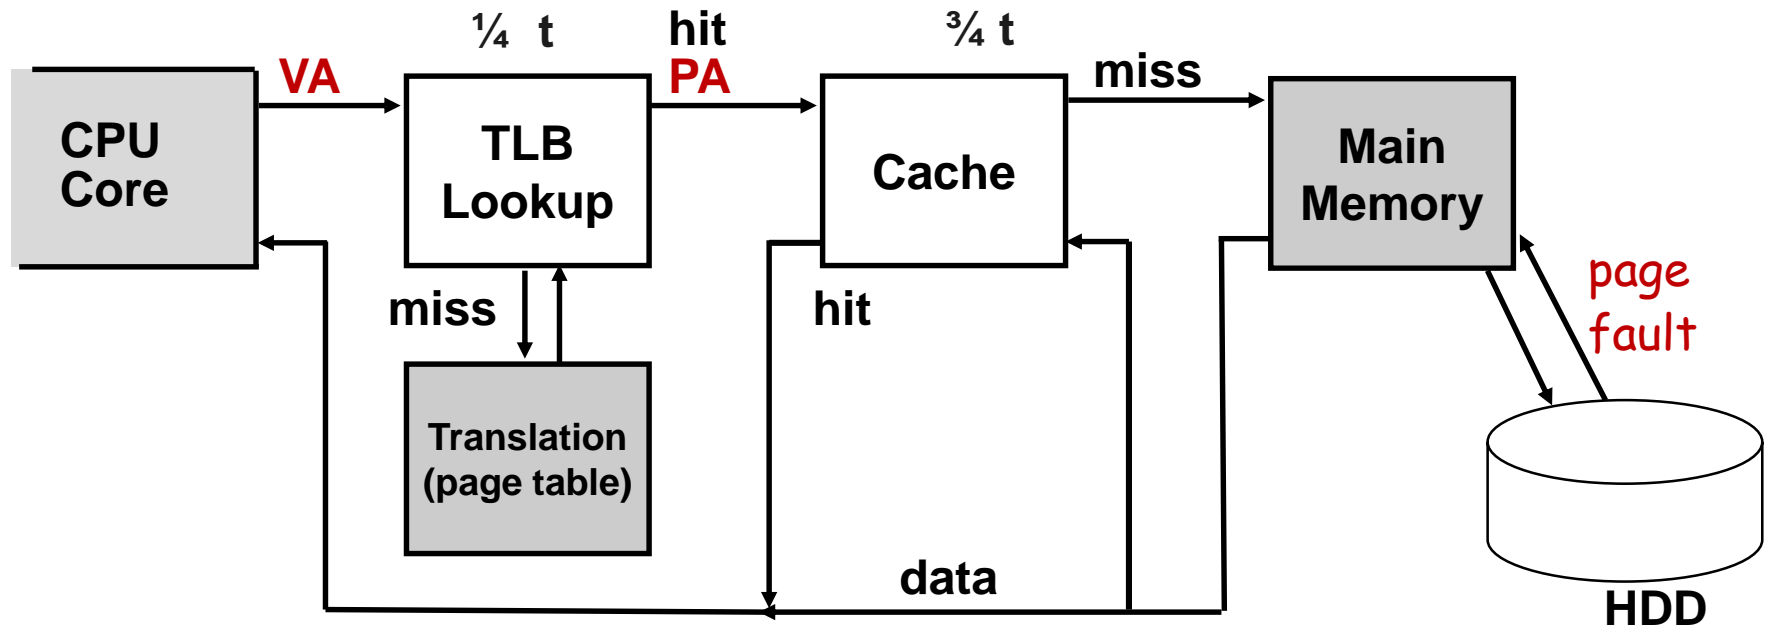 ¼ t
hit
¾ t
VA
PA
miss
CPU
Core
TLB
Lookup
Cache
Main
Memory
miss
hit
page
fault
Translation
(page table)
data
HDD